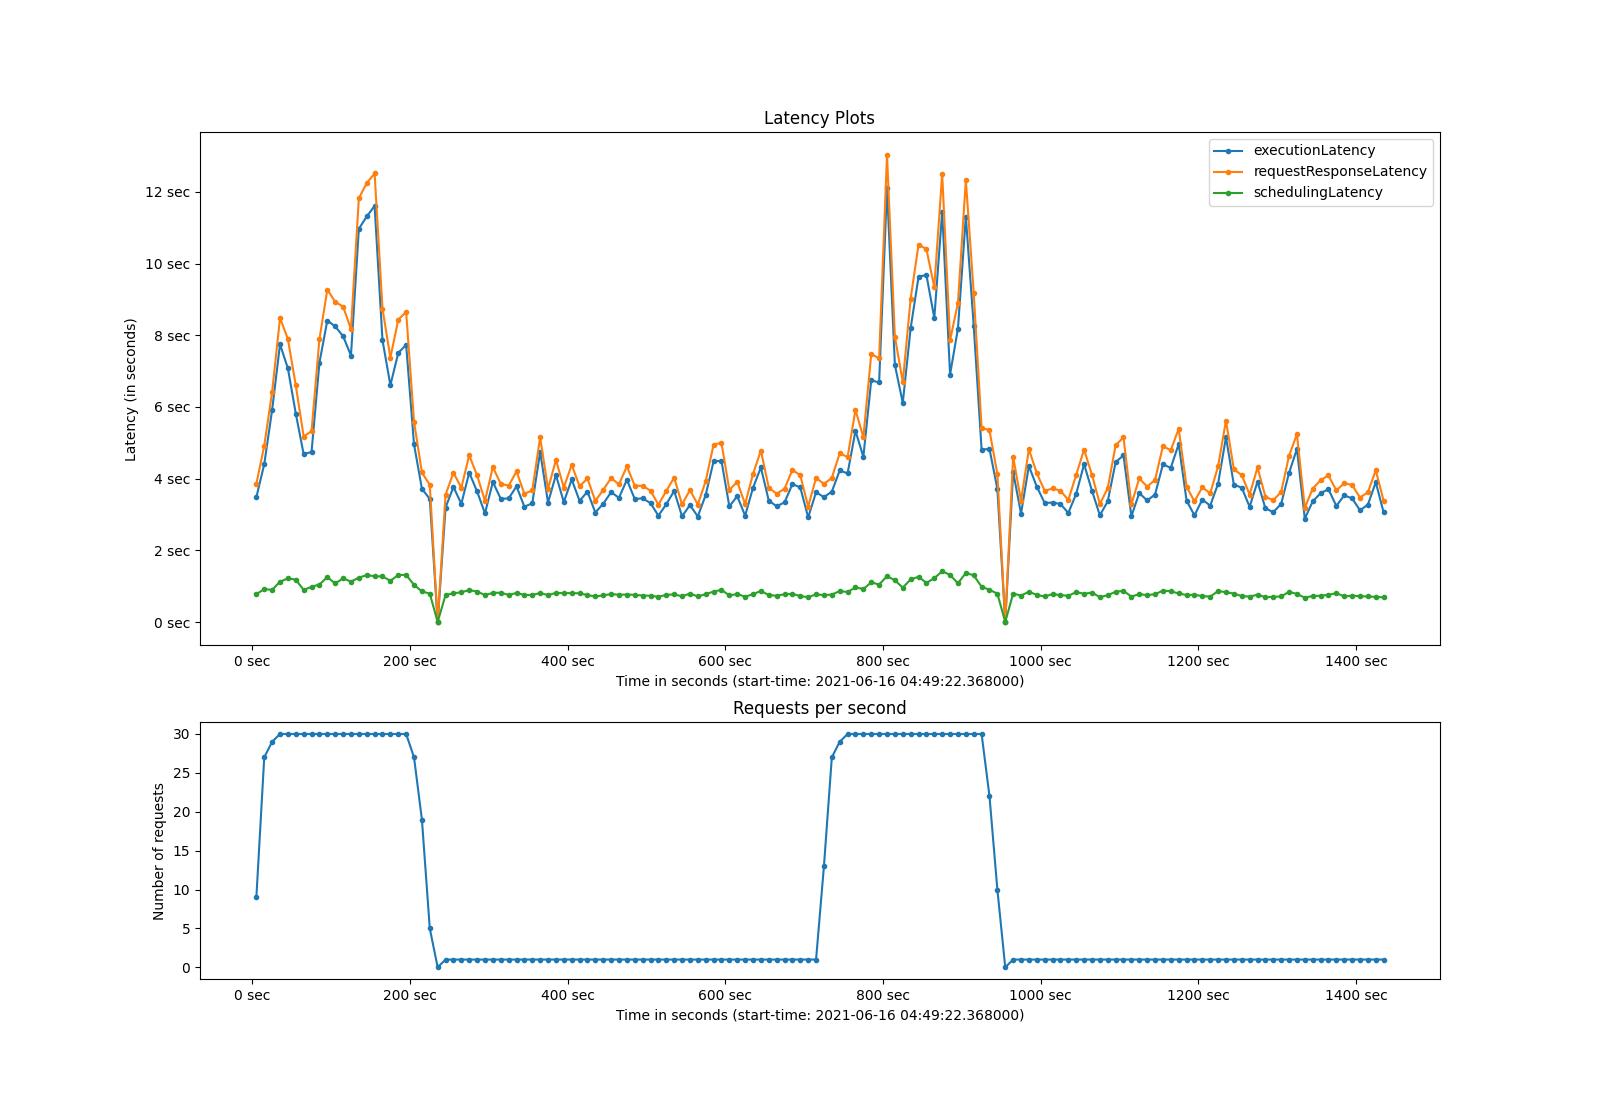 Latency Plots
executionLatency
requestResponseLatency
schedulingLatency
Latency (in seconds)
12 sec
10 sec
8 sec
6 sec
4 sec
2 sec
0 sec
0 sec 200 sec 400 sec 600 sec 800 sec 1000 sec 1200 sec 1400 sec
Time in seconds (start-time: 2021-06-16 04:49:22.368000)
Requests per second
Number of requests
30
25
20
15
10
5
0
0 sec 200 sec 400 sec 600 sec 800 sec 1000 sec 1200 sec 1400 sec
Time in seconds (start-time: 2021-06-16 04:49:22.368000)